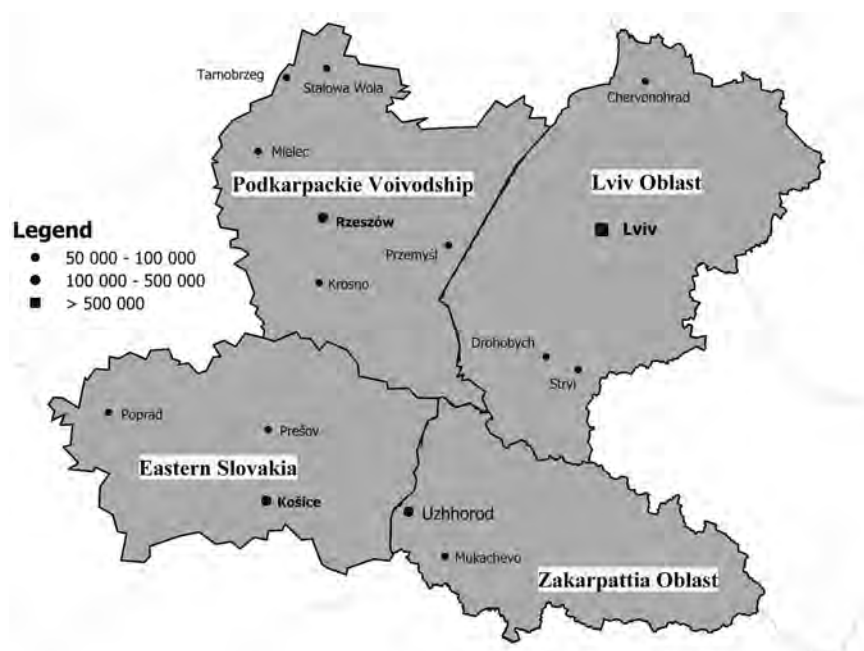 Tarnobrzeg
Stalowa Wola
Chervonohrad
Mielec
Podkarpackie Voivodship
Lviv Oblast
Rzeszów
Lviv
Przemyśl
Krosno
Legend
50 000 - 100 000
100 000 - 500 000
> 500 000
Drohobych
Stryi
Poprad
Prešov
Eastern Slovakia
Košice
Uzhhorod
Mukachevo
Zakarpattia Oblast